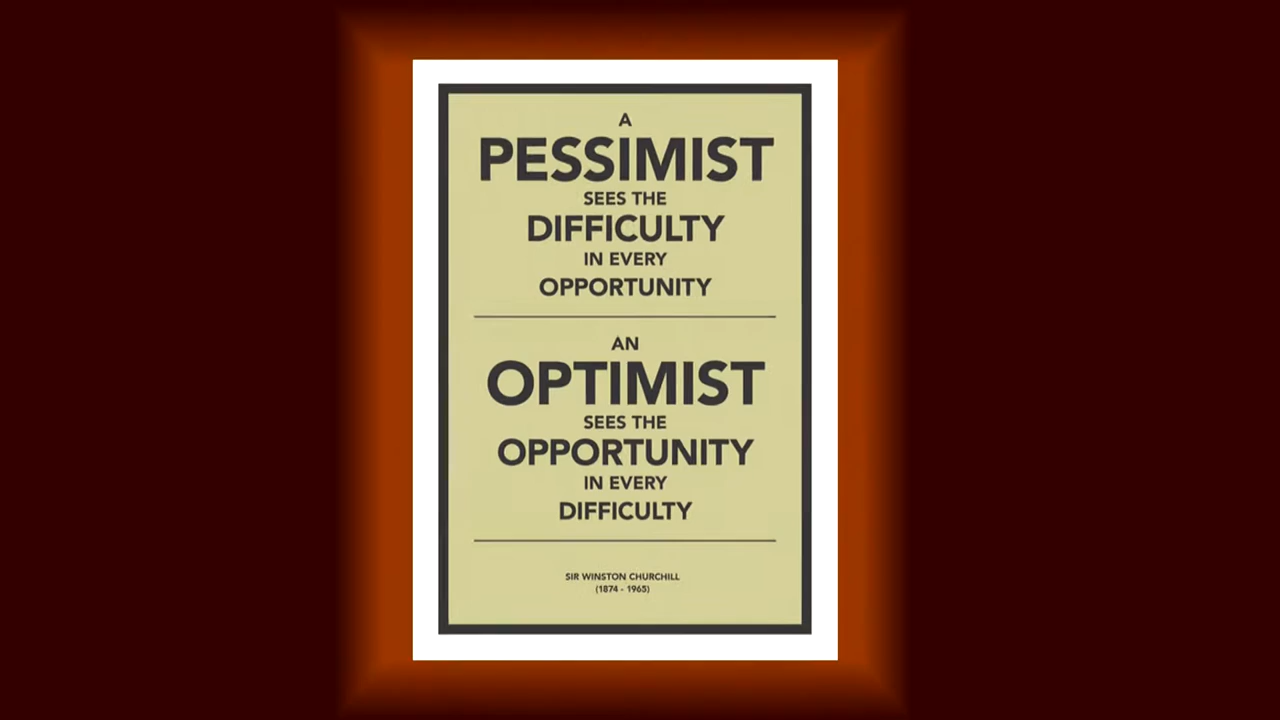 A
PESSIMIST
SEES THE
DIFFICULTY
IN EVERY
OPPORTUNITY
AN
OPTIMIST
SEES THE
OPPORTUNITY
IN EVERY
DIFFICULTY
SIR WINSTON CHURCHILL
(1874 - 1965)